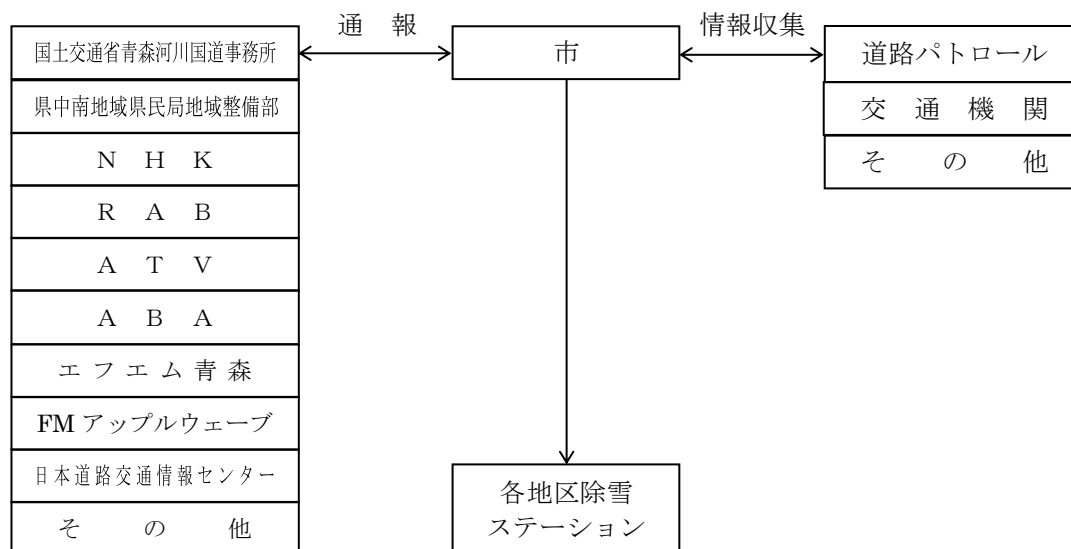 通 報
情報収集
国土交通省青森河川国道事務所
市
道路パトロール
県中南地域県民局地域整備部
交 通 機 関
N H K
そ の 他
R A B
A T V
A B A
エフエム青森
FM アップルウェーブ
日本道路交通情報センター
各地区除雪
ステーション
そ の 他